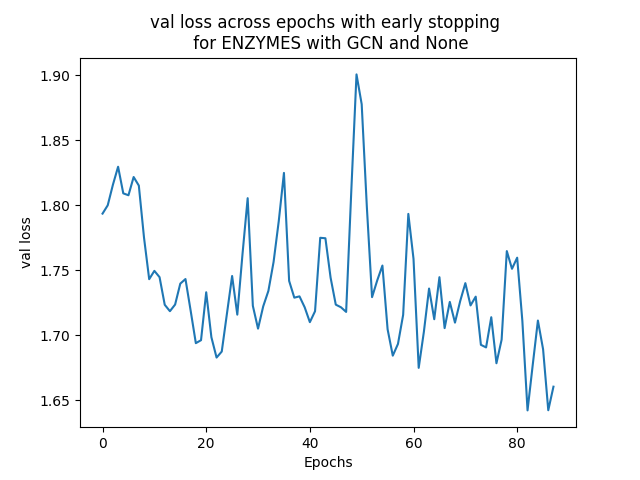 val loss across epochs with early stopping
for ENZYMES with GCN and None
1.90
1.85
1.80
1.75
1.70
1.65
val loss
0
20
40
60
80
Epochs